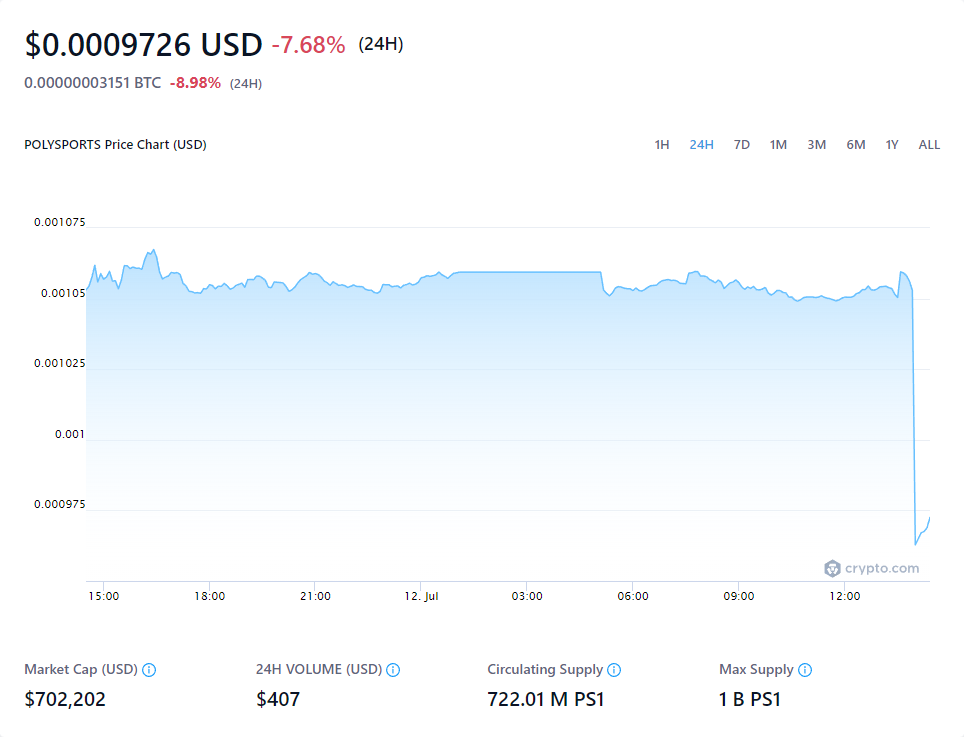 $0.0009726 USD -7.68% (24H)
0.00000003151 BTC -8.98% (24H)
POLYSPORTS Price Chart (USD) 1H 24H 7D 1M 3M 6M 1Y ALL
0.001075
0.00105
0.001025
0.001
0.000975
crypto.com
15:00 18:00 21:00 12. Jul 03:00 06:00 09:00 12:00
Market Cap (USD) 24H VOLUME (USD) Circulating Supply Max Supply
$702,202 $407 722.01 M PS1 1 B PS1